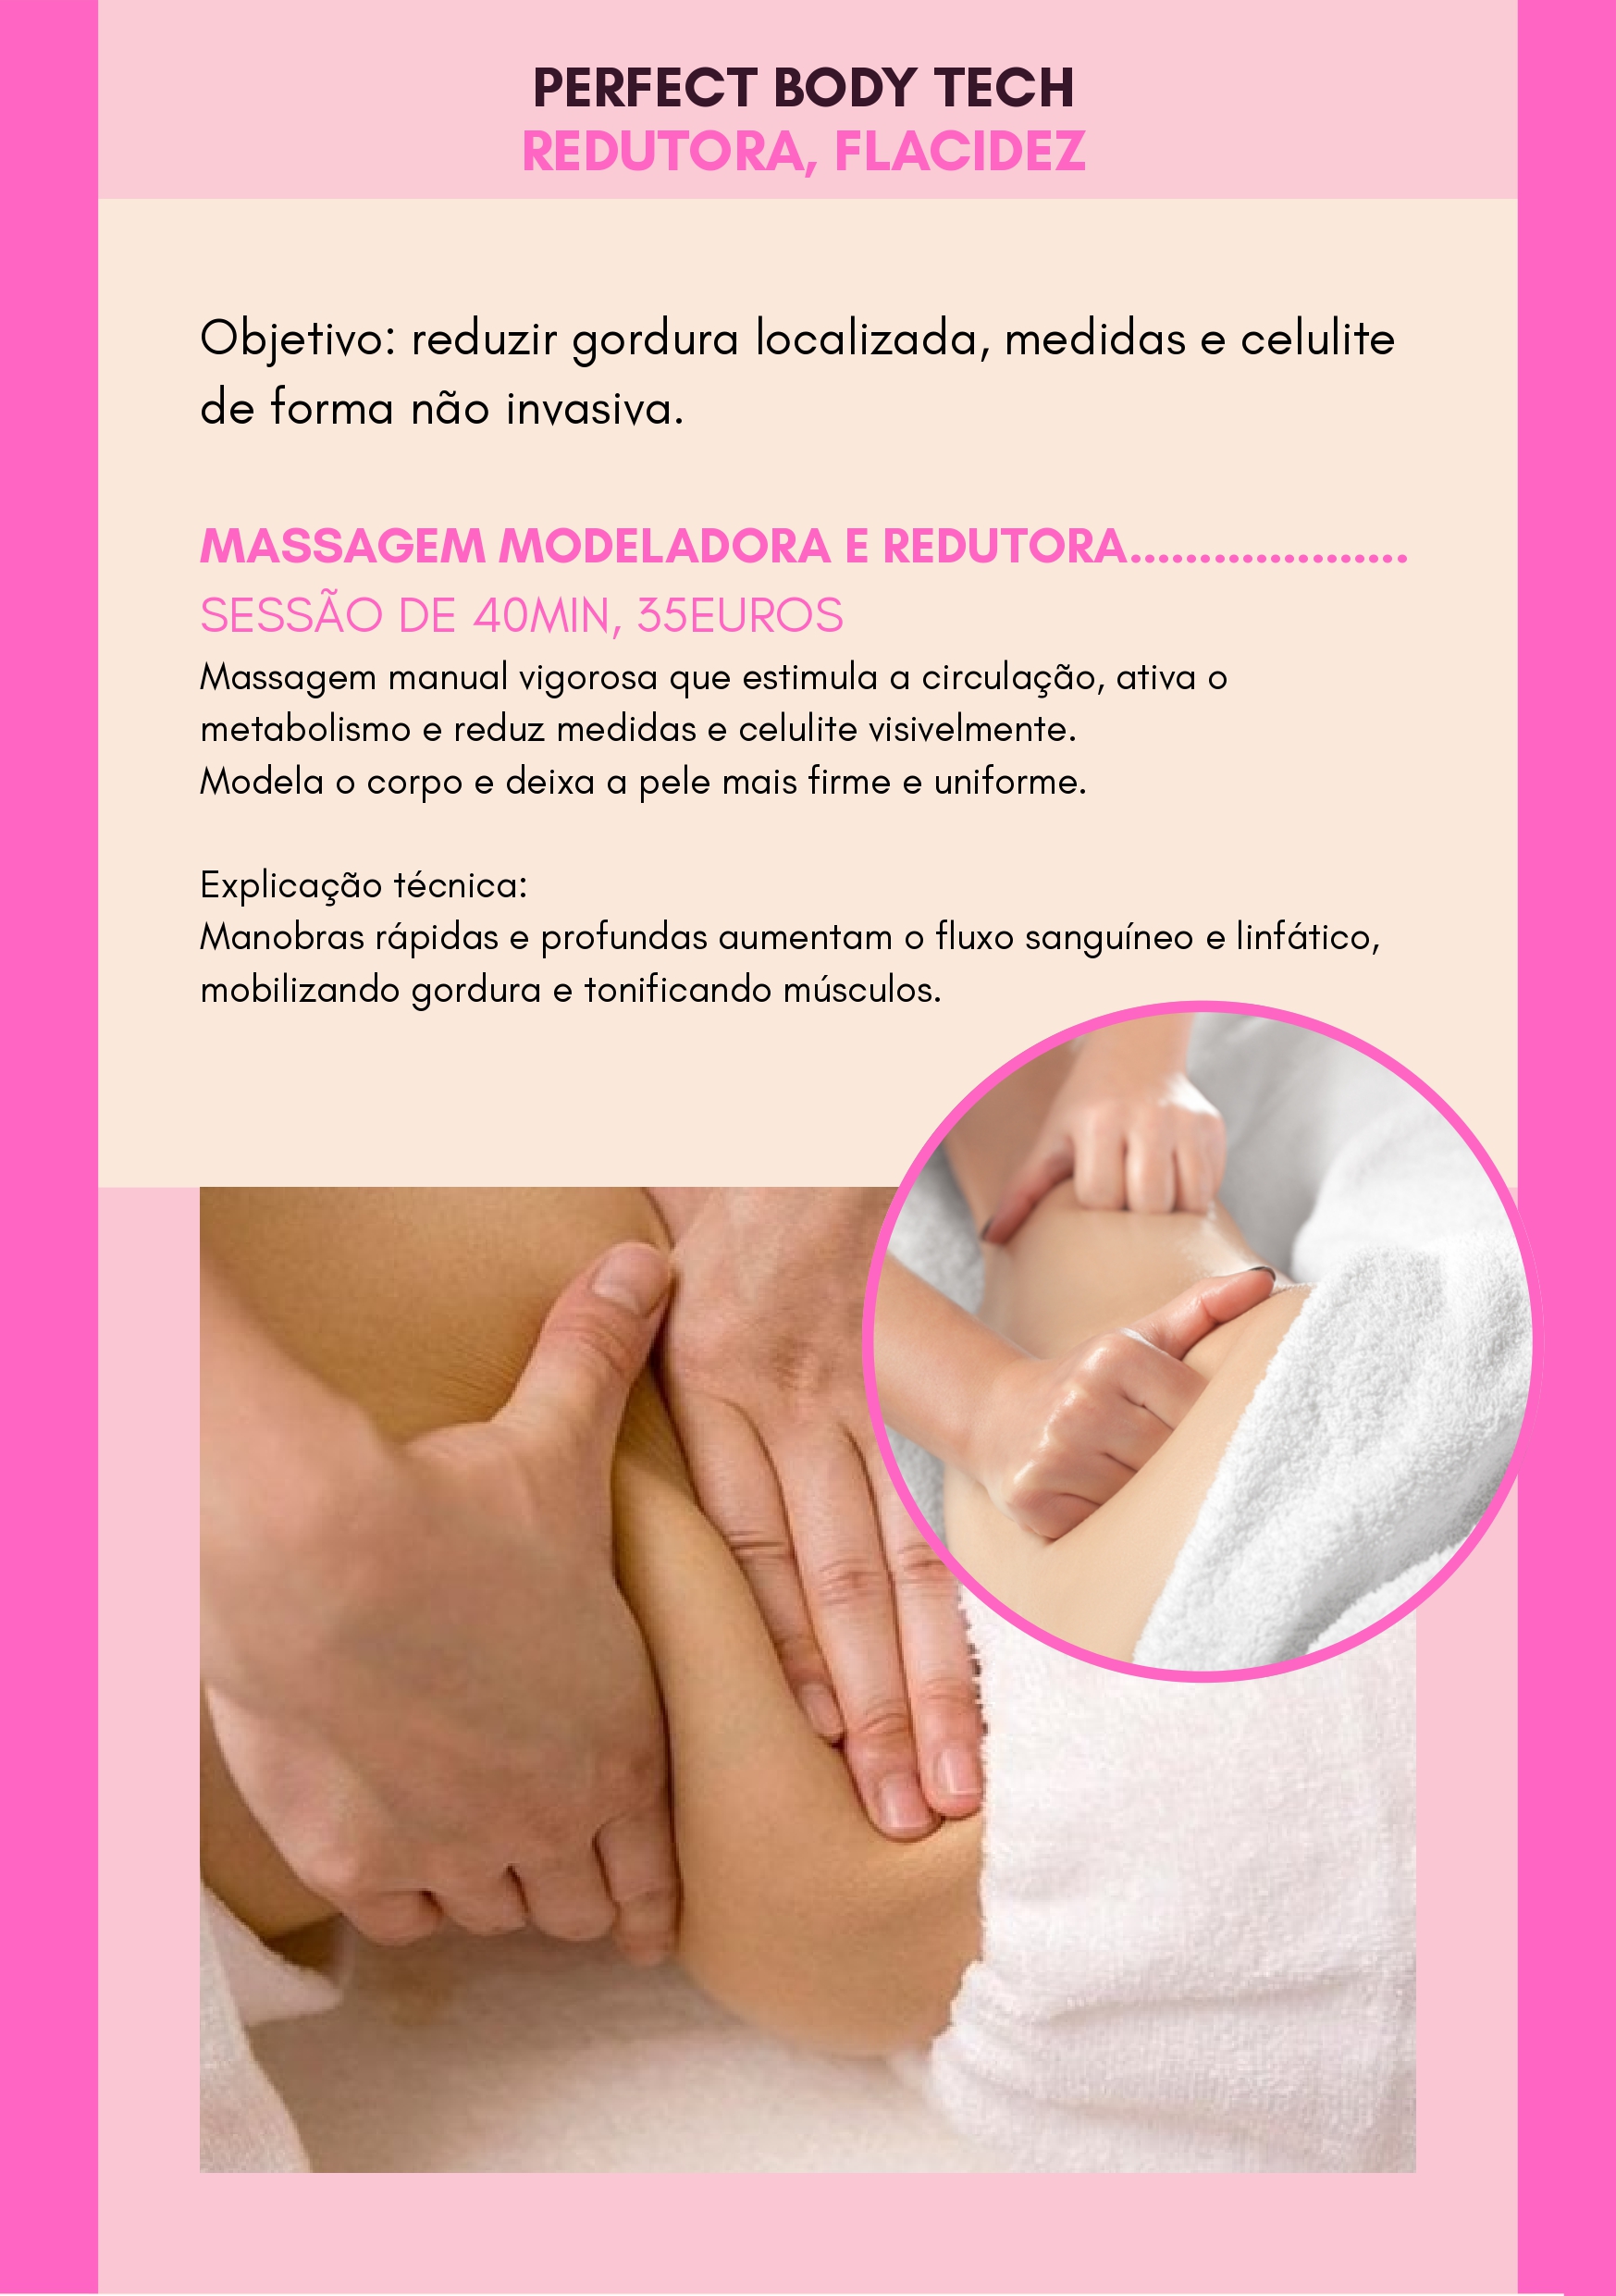 PERFECT BODY TECH
REDUTORA, FLACIDEZ
Objetivo: reduzir gordura localizada, medidas e celulite
de forma não invasiva.
MASSAGEM MODELADORA E REDUTORA....................
SESSÃO DE 40MIN, 35EUROS
Massagem manual vigorosa que estimula a circulação, ativa o
metabolismo e reduz medidas e celulite visivelmente.
Modela o corpo e deixa a pele mais firme e uniforme.
Explicação técnica:
Manobras rápidas e profundas aumentam o fluxo sanguíneo e linfático,
mobilizando gordura e tonificando músculos.